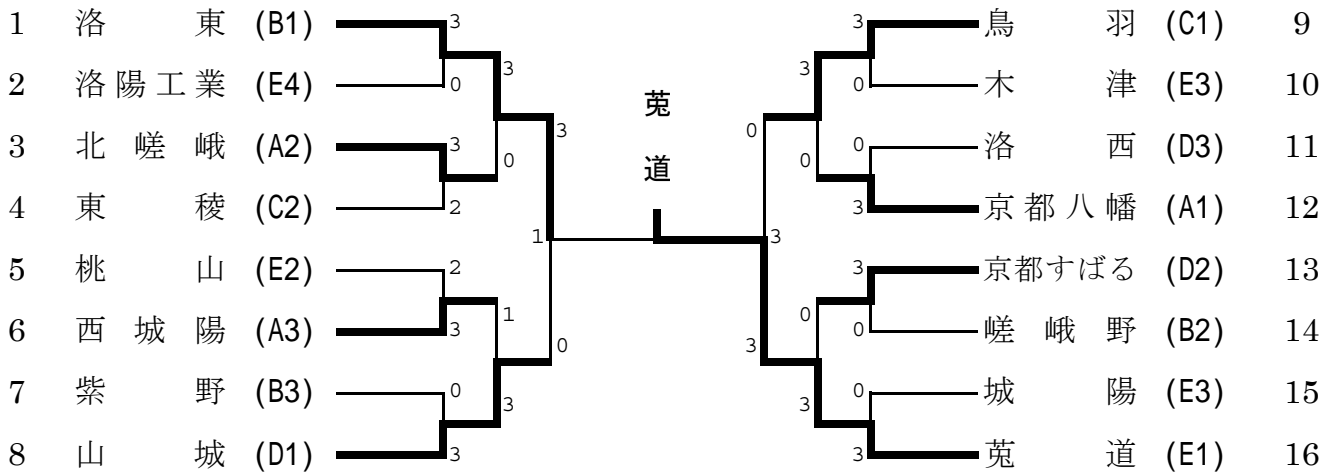 1 洛東 (B1) 3 3 鳥羽 (C1) 9
3 3
2 洛陽工業 (E4) 0 0 木津 (E3) 10
莵道
3 0
3 北嵯峨 (A2) 3 0 洛西 (D3) 11
0 0
4 東稜 (C2) 2 3 京都八幡 (A1) 12
1 3
5 桃山 (E2) 2 3 京都すばる (D2) 13
1 0
6 西城陽 (A3) 3 0 嵯峨野 (B2) 14
0 3
7 紫野 (B3) 0 0 城陽 (E3) 15
3 3
8 山城 (D1) 3 3 莵道 (E1) 16